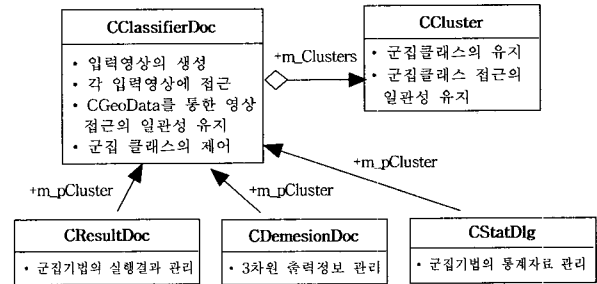 CClassifierDoc
• 입력영상의 생성
• 각 입력영상에 접근
• CGeoData를 통한 영상
접근의 일관성 유지
• 군집 클래스의 제어
+m_Clusters
CCluster
• 군집클래스의 유지
• 군집클래스 접근의
일관성 유지
+m_pCluster
+m_pCluster
+m_pCluster
CResultDoc
• 군집기법의 실행결과 관리
CDemesionDoc
• 3차원 출력정보 관리
CStatDlg
• 군집기법의 통계자료 관리